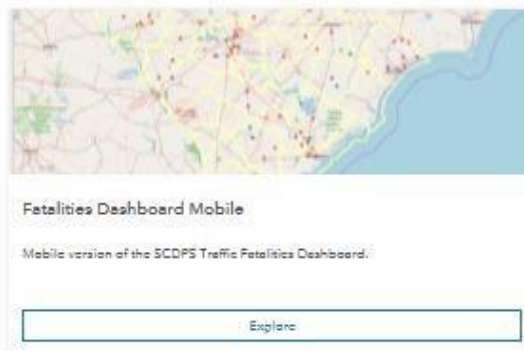 Fatalities Dashboard Mobile
Mobile version of the SCDPS Traffic Fatalities Dashboard.
Explore